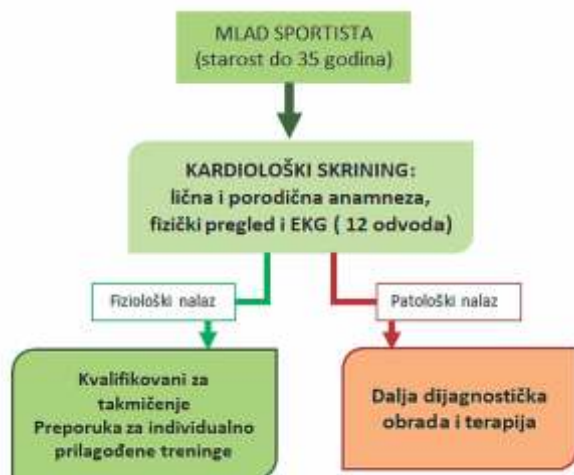 MLAD SPORTISTA
(starost do 35 godina)
KARDIOLOŠKI SKRINING:
lična i porodična anamneza,
fizički pregled i EKG ( 12 odvoda)
Fiziološki nalaz
Patološki nalaz
Kvalifikovani za
takmičenje
Preporuka za individualno
prilagođene treninge
Dalja dijagnostička
obrada i terapija